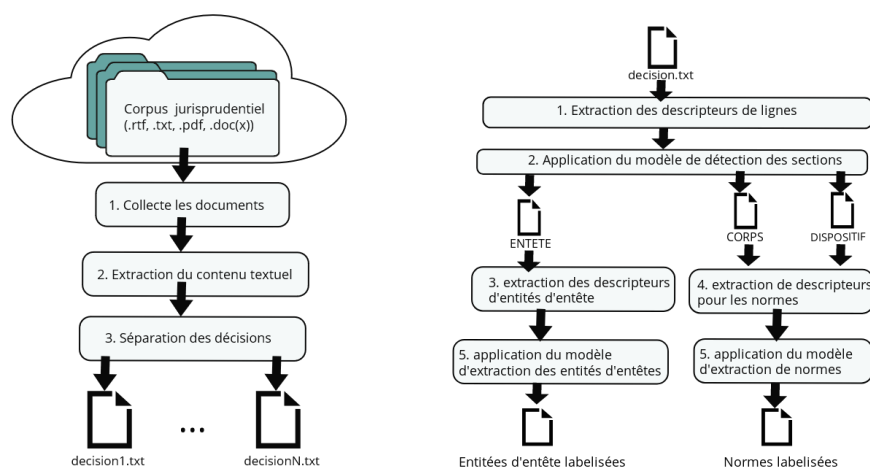 Corpus jurisprudentiel
(.rtf, .txt, .pdf, .doc(x))
1. Collecte les documents
2. Extraction du contenu textuel
3. Séparation des décisions
...
decision1.txt
decisionN.txt
decision.txt
1. Extraction des descripteurs de lignes
2. Application du modèle de détection des sections
ENTETE
CORPS
DISPOSITIF
3. extraction des descripteurs
d'entités d'entête
4. extraction de descripteurs
pour les normes
5. application du modèle
d'extraction des entités d'entêtes
5. application du modèle
d'extraction de normes
Entitées d'entête labelisées
Normes labelisées